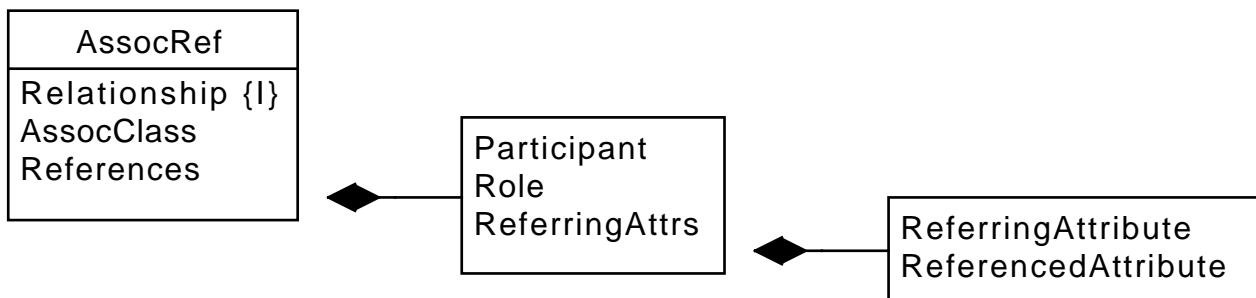 AssocRef
Relationship {I}
AssocClass
References
Participant
Role
ReferringAttrs
ReferringAttribute
ReferencedAttribute